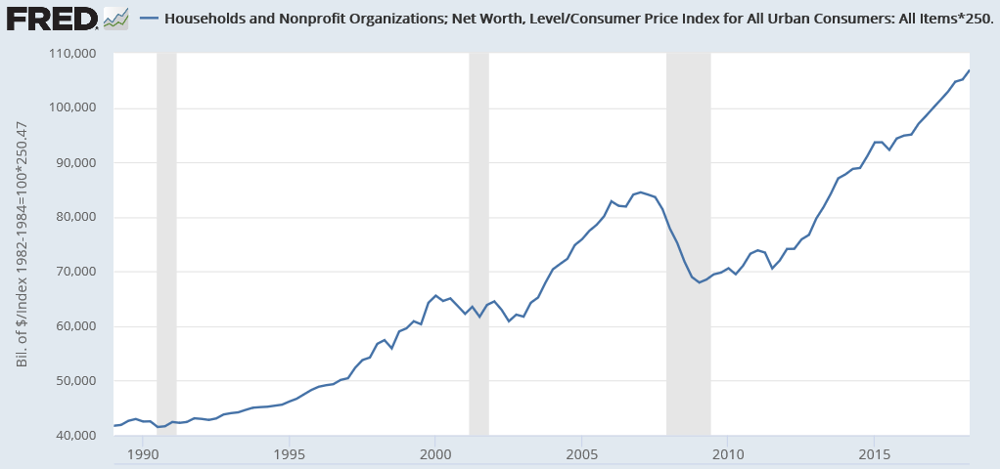 FRED
Households and Nonprofit Organizations; Net Worth, Level/Consumer Price Index for All Urban Consumers: All Items*250.
Bil. of $/Index 1982-1984=100*250.47
110,000
100,000
90,000
80,000
70,000
60,000
50,000
40,000
1990 1995 2000 2005 2010 2015